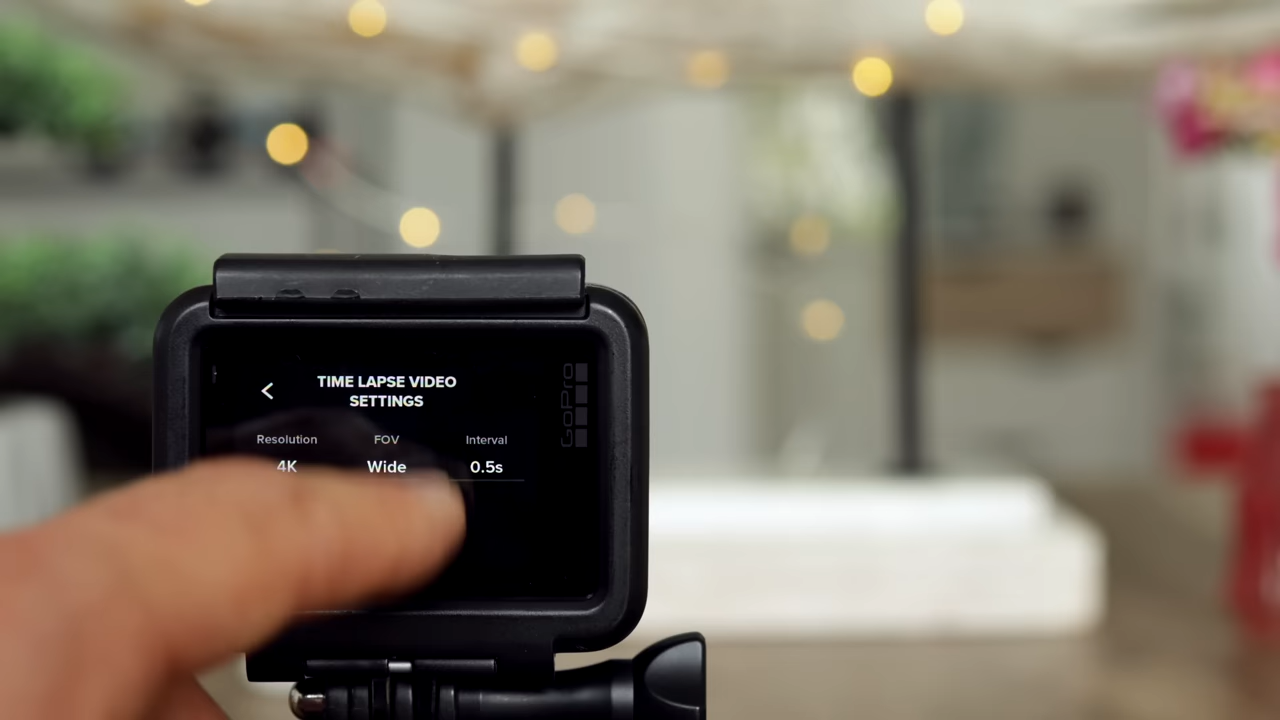 TIME LAPSE VIDEO
SETTINGS
Resolution FOV Interval
4K Wide 0.5s
GoPro